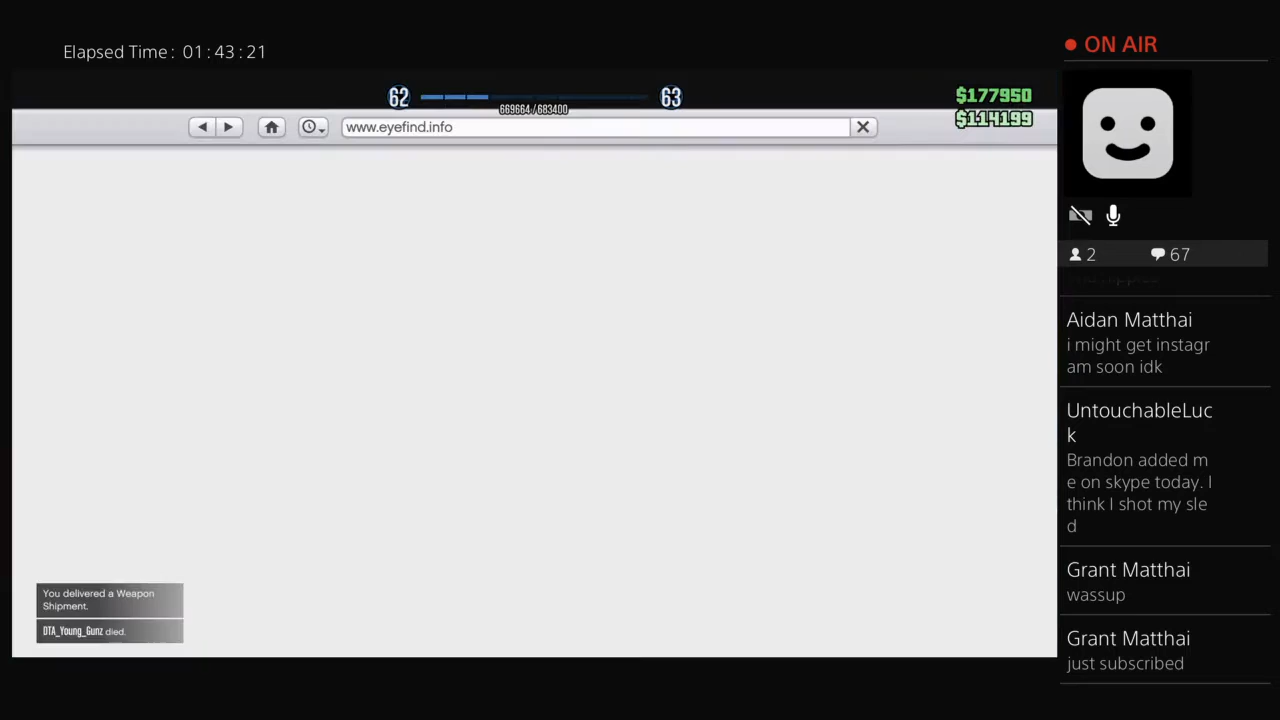 Elapsed Time: 01:43:21
ON AIR
62
63
669664/683400
$177950
$114199
www.eyefind.info
2
67
Aidan Matthai
i might get instagr
am soon idk
UntouchableLuc
k
Brandon added m
e on skype today. I
think I shot my sle
d
Grant Matthai
wassup
Grant Matthai
just subscribed
You delivered a Weapon
Shipment.
DTA_Young_Gunz died.